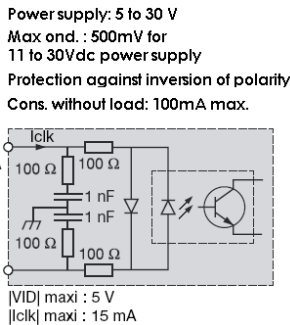 Power supply: 5 to 30 V
Max ond. : 500mV for
11 to 30Vdc power supply
Protection against inversion of polarity
Cons. without load: 100mA max.
Iclk
100 Ω
100 Ω
1 nF
1 nF
100 Ω
100 Ω
|VID| maxi : 5 V
|Iclk| maxi : 15 mA